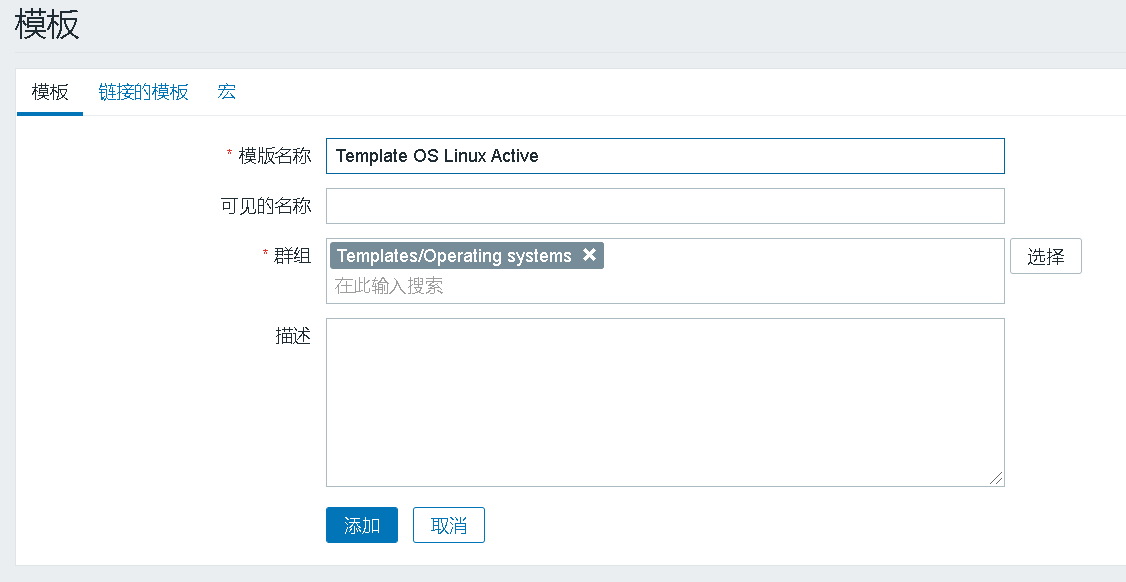 模板
模板 链接的模板 宏
* 模版名称 Template OS Linux Active
可见的名称
* 群组 Templates/Operating systems ✖ 选择
在此输入搜索
描述
添加 取消